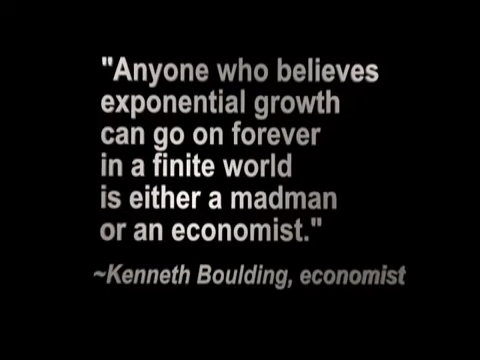 "Anyone who believes
exponential growth
can go on forever
in a finite world
is either a madman
or an economist."
~Kenneth Boulding, economist